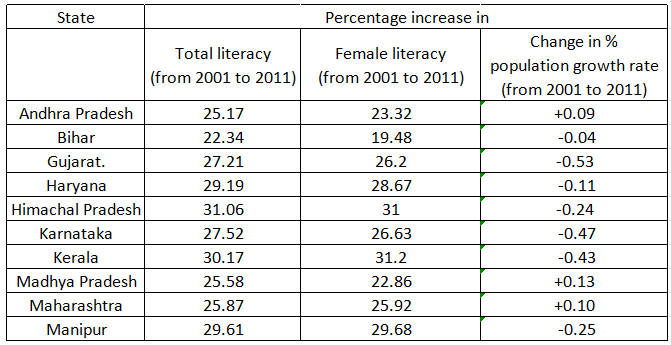 State Percentage increase in
Total literacy Female literacy Change in %
(from 2001 to 2011) (from 2001 to 2011) population growth rate
(from 2001 to 2011)
Andhra Pradesh 25.17 23.32 +0.09
Bihar 22.34 19.48 -0.04
Gujarat. 27.21 26.2 -0.53
Haryana 29.19 28.67 -0.11
Himachal Pradesh 31.06 31 -0.24
Karnataka 27.52 26.63 -0.47
Kerala 30.17 31.2 -0.43
Madhya Pradesh 25.58 22.86 +0.13
Maharashtra 25.87 25.92 +0.10
Manipur 29.61 29.68 -0.25